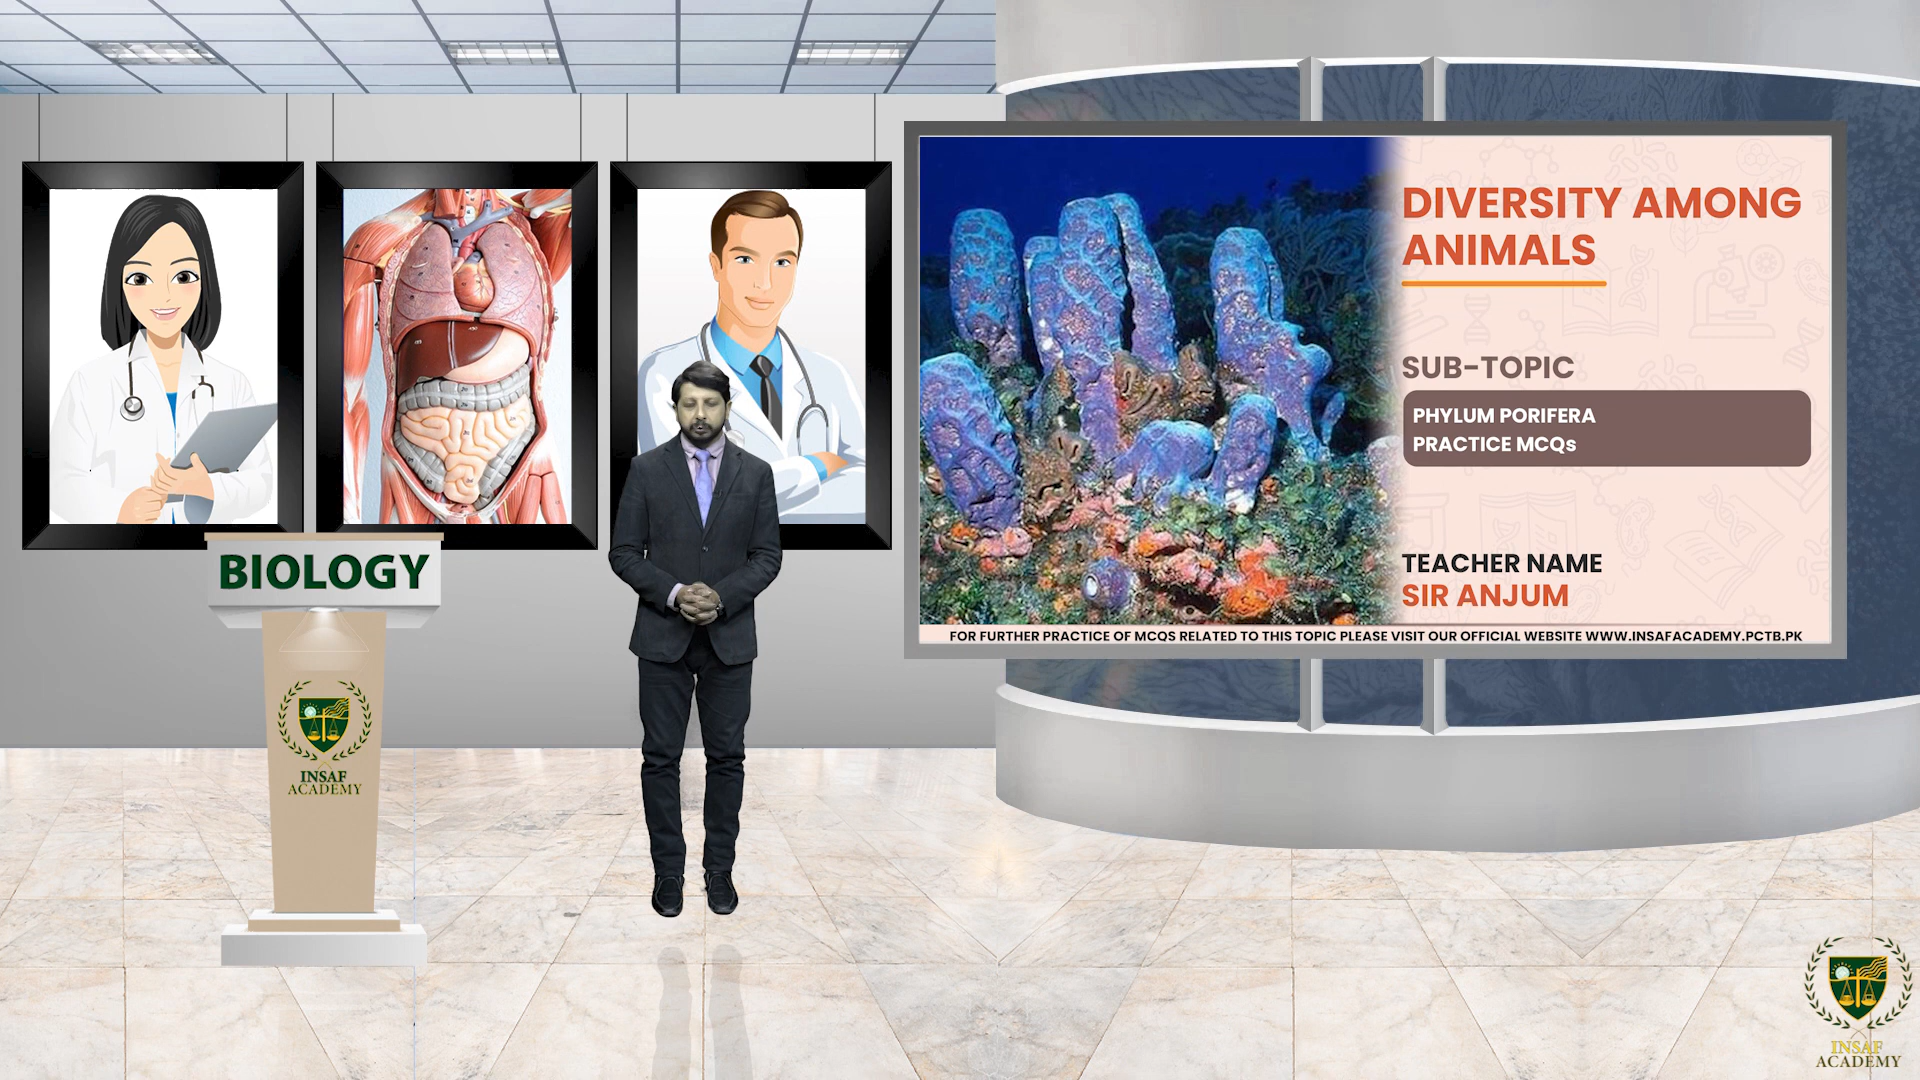 BIOLOGY
INSAF
ACADEMY
DIVERSITY AMONG
ANIMALS
SUB-TOPIC
PHYLUM PORIFERA
PRACTICE MCQs
TEACHER NAME
SIR ANJUM
FOR FURTHER PRACTICE OF MCQS RELATED TO THIS TOPIC PLEASE VISIT OUR OFFICIAL WEBSITE WWW.INSAFACADEMY.PCTB.PK
INSAF
ACADEMY